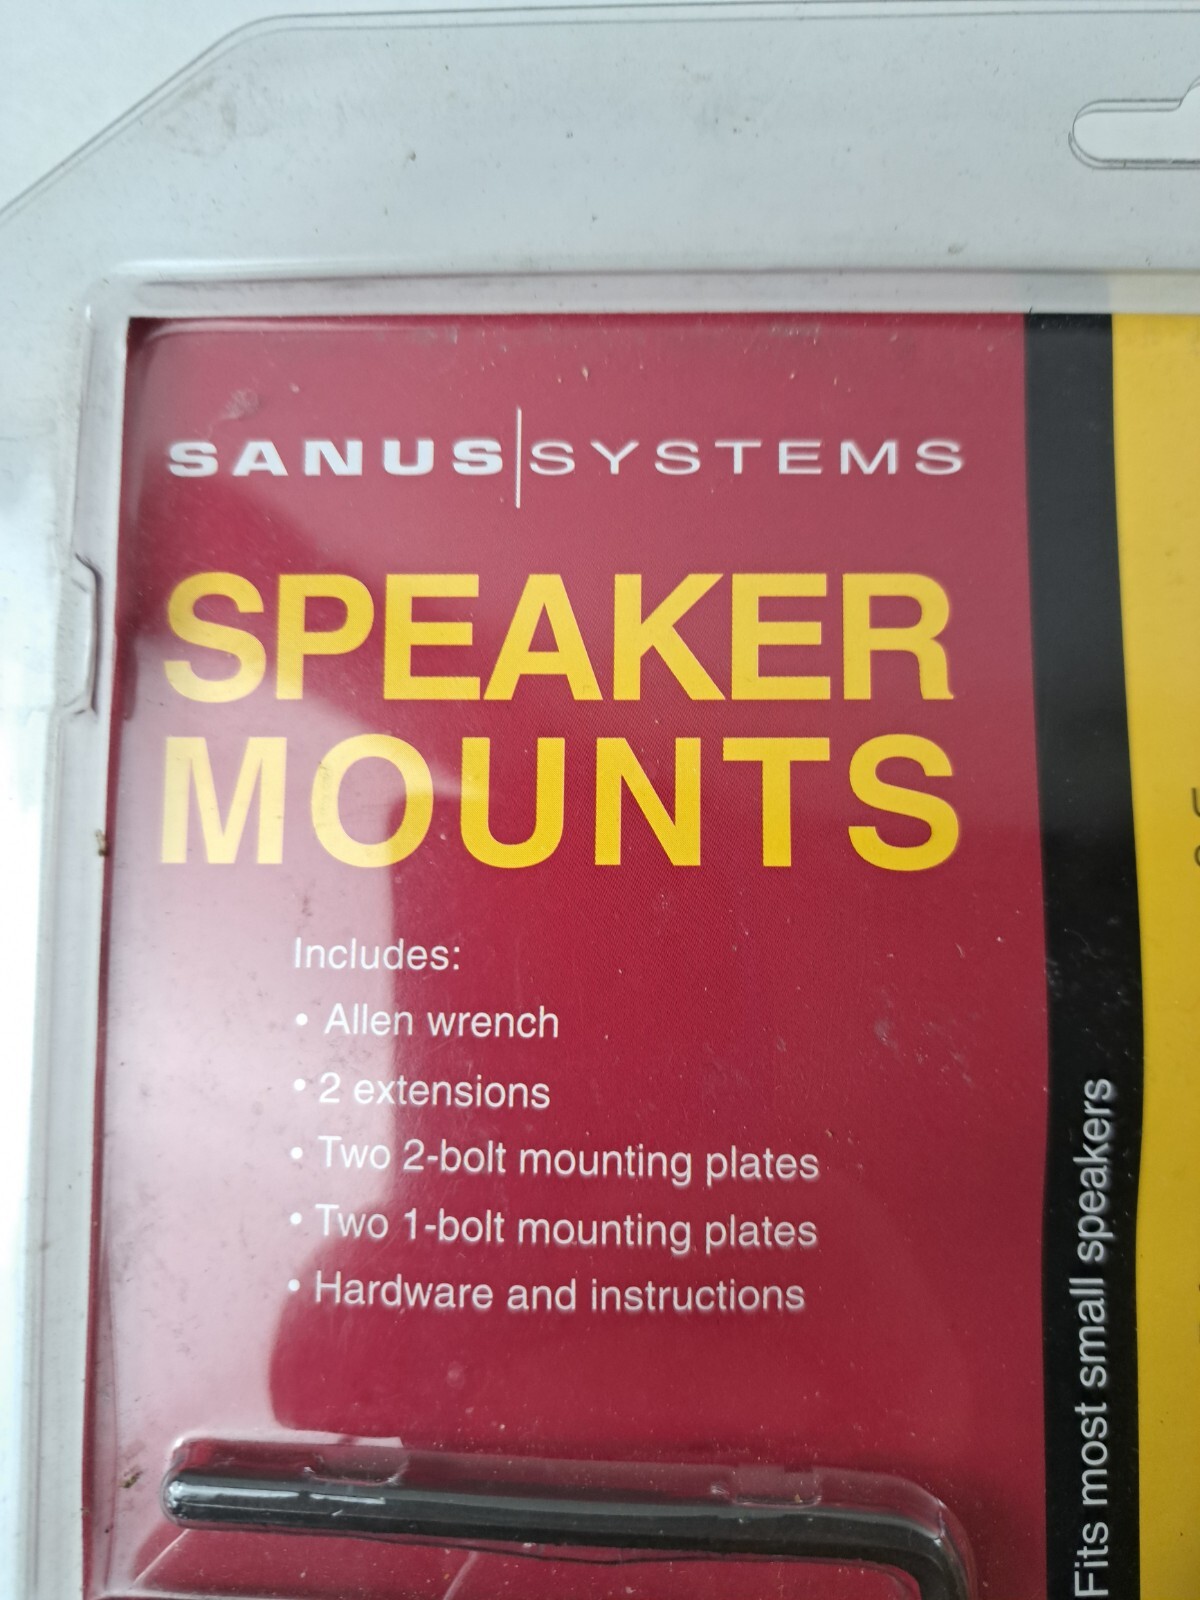 SANUS|SYSTEMS
SPEAKER
MOUNTS
Includes:
• Allen wrench
• 2 extensions
• Two 2-bolt mounting plates
• Two 1-bolt mounting plates
• Hardware and instructions
Fits most small speakers